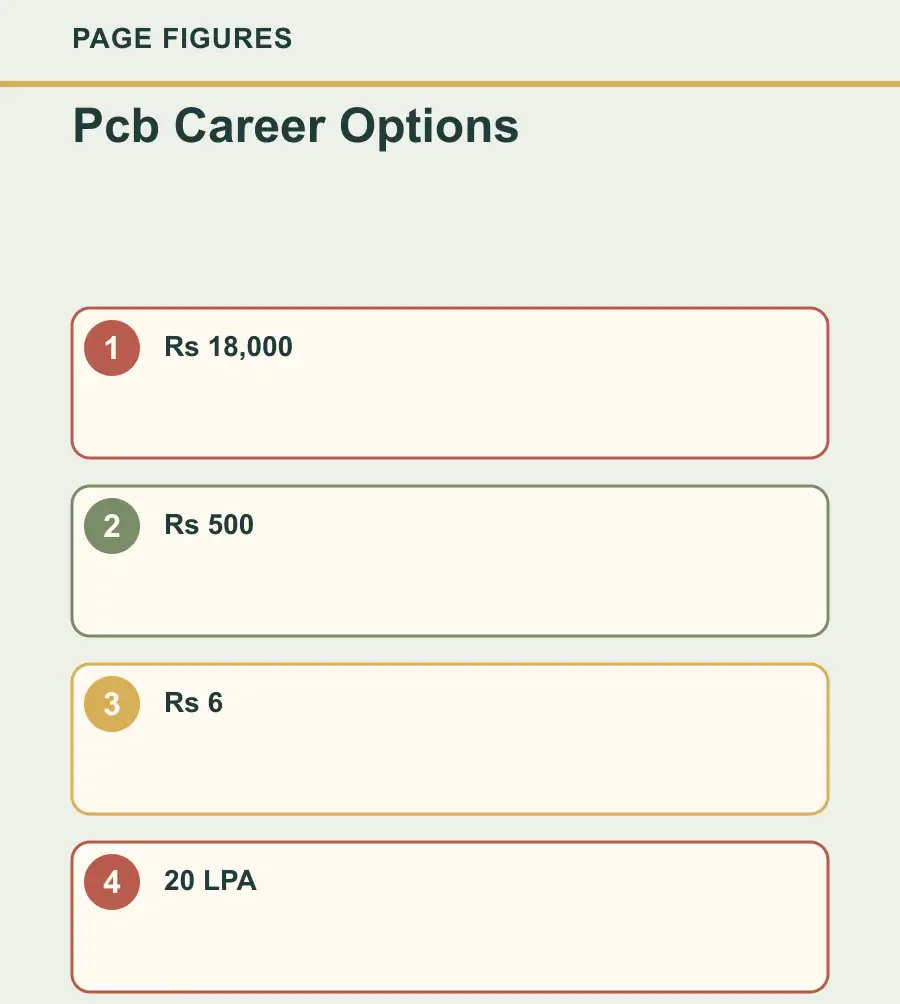 PAGE FIGURES
Pcb Career Options
1
Rs 18,000
2
Rs 500
3
Rs 6
4
20 LPA